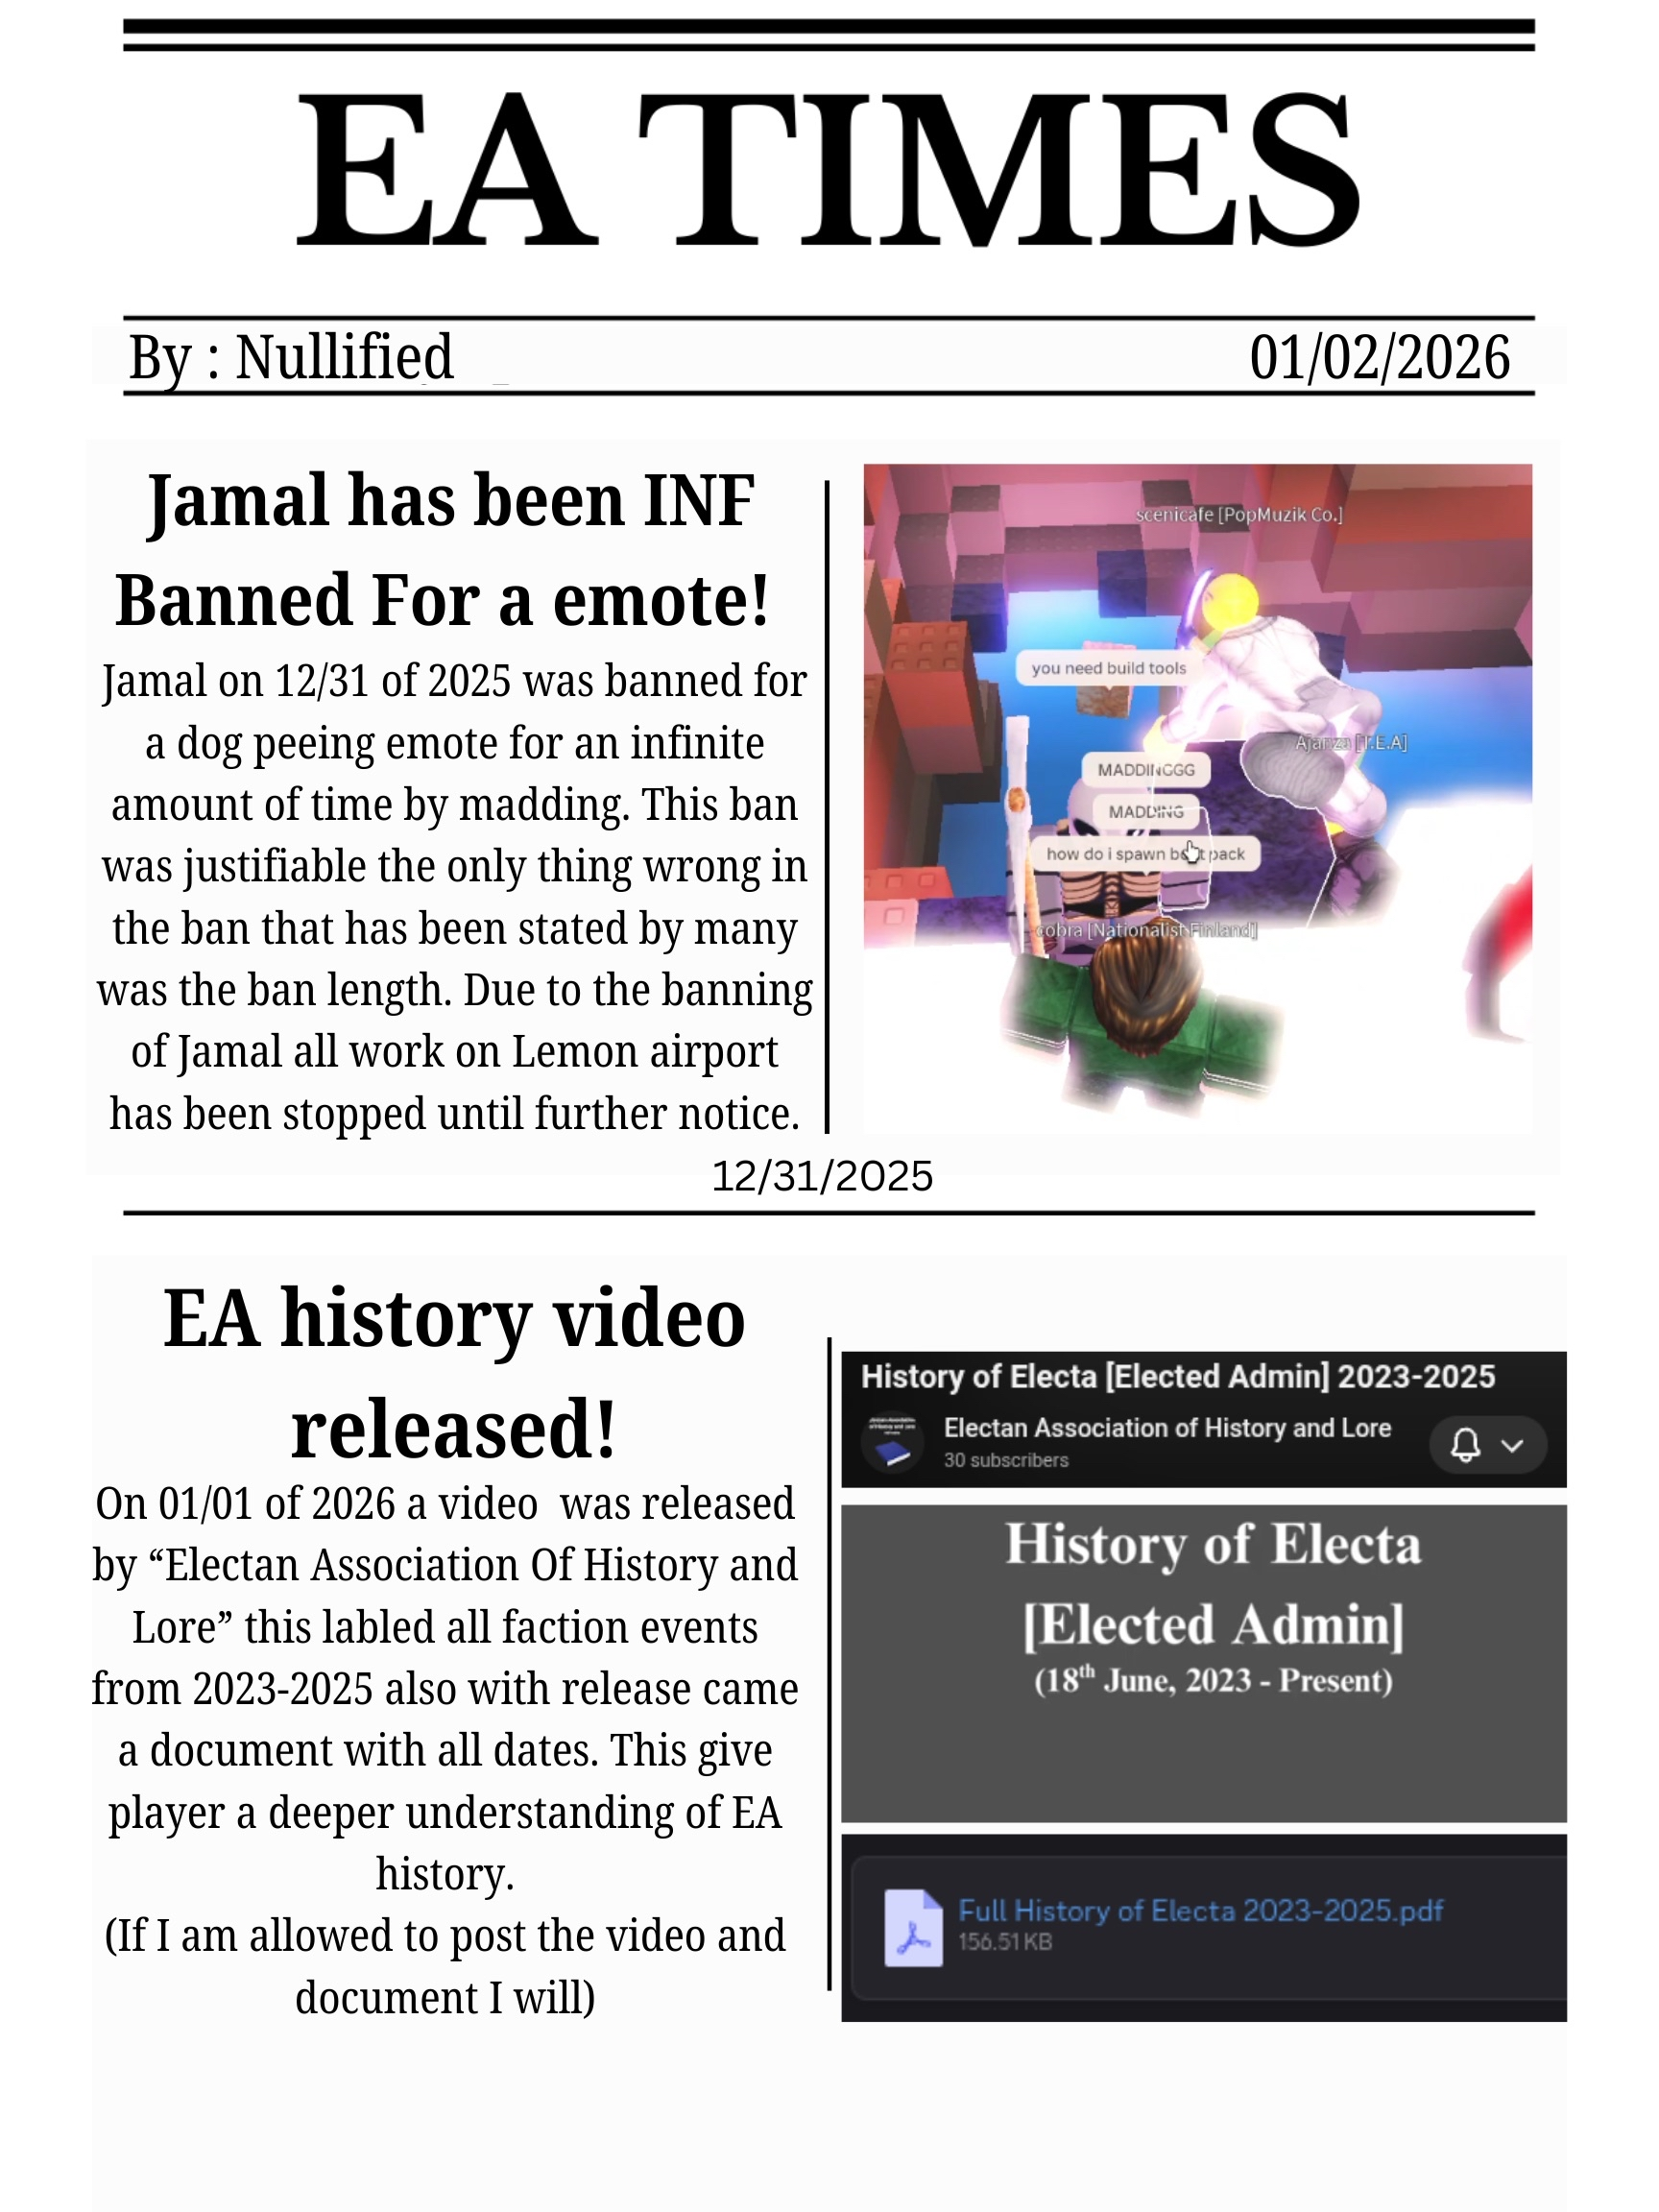 EA TIMES
By : Nullified
01/02/2026
Jamal has been INF
Banned For a emote!
Jamal on 12/31 of 2025 was banned for
a dog peeing emote for an infinite
amount of time by madding. This ban
was justifiable the only thing wrong in
the ban that has been stated by many
was the ban length. Due to the banning
of Jamal all work on Lemon airport
has been stopped until further notice.
scenicafe [PopMuzik Co.]
you need build tools
Ajanza [T.E.A]
MADDINGGG
MADDING
how do i spawn pack
cobra [Nationalist Finland]
12/31/2025
EA history video
released!
On 01/01 of 2026 a video  was released
by “Electan Association Of History and
Lore” this labled all faction events
from 2023-2025 also with release came
a document with all dates. This give
player a deeper understanding of EA
history.
(If I am allowed to post the video and
document I will)
History of Electa [Elected Admin] 2023-2025
Electan Association of History and Lore
30 subscribers
History of Electa
[Elected Admin]
(18th June, 2023 - Present)
Full History of Electa 2023-2025.pdf
156.51 KB